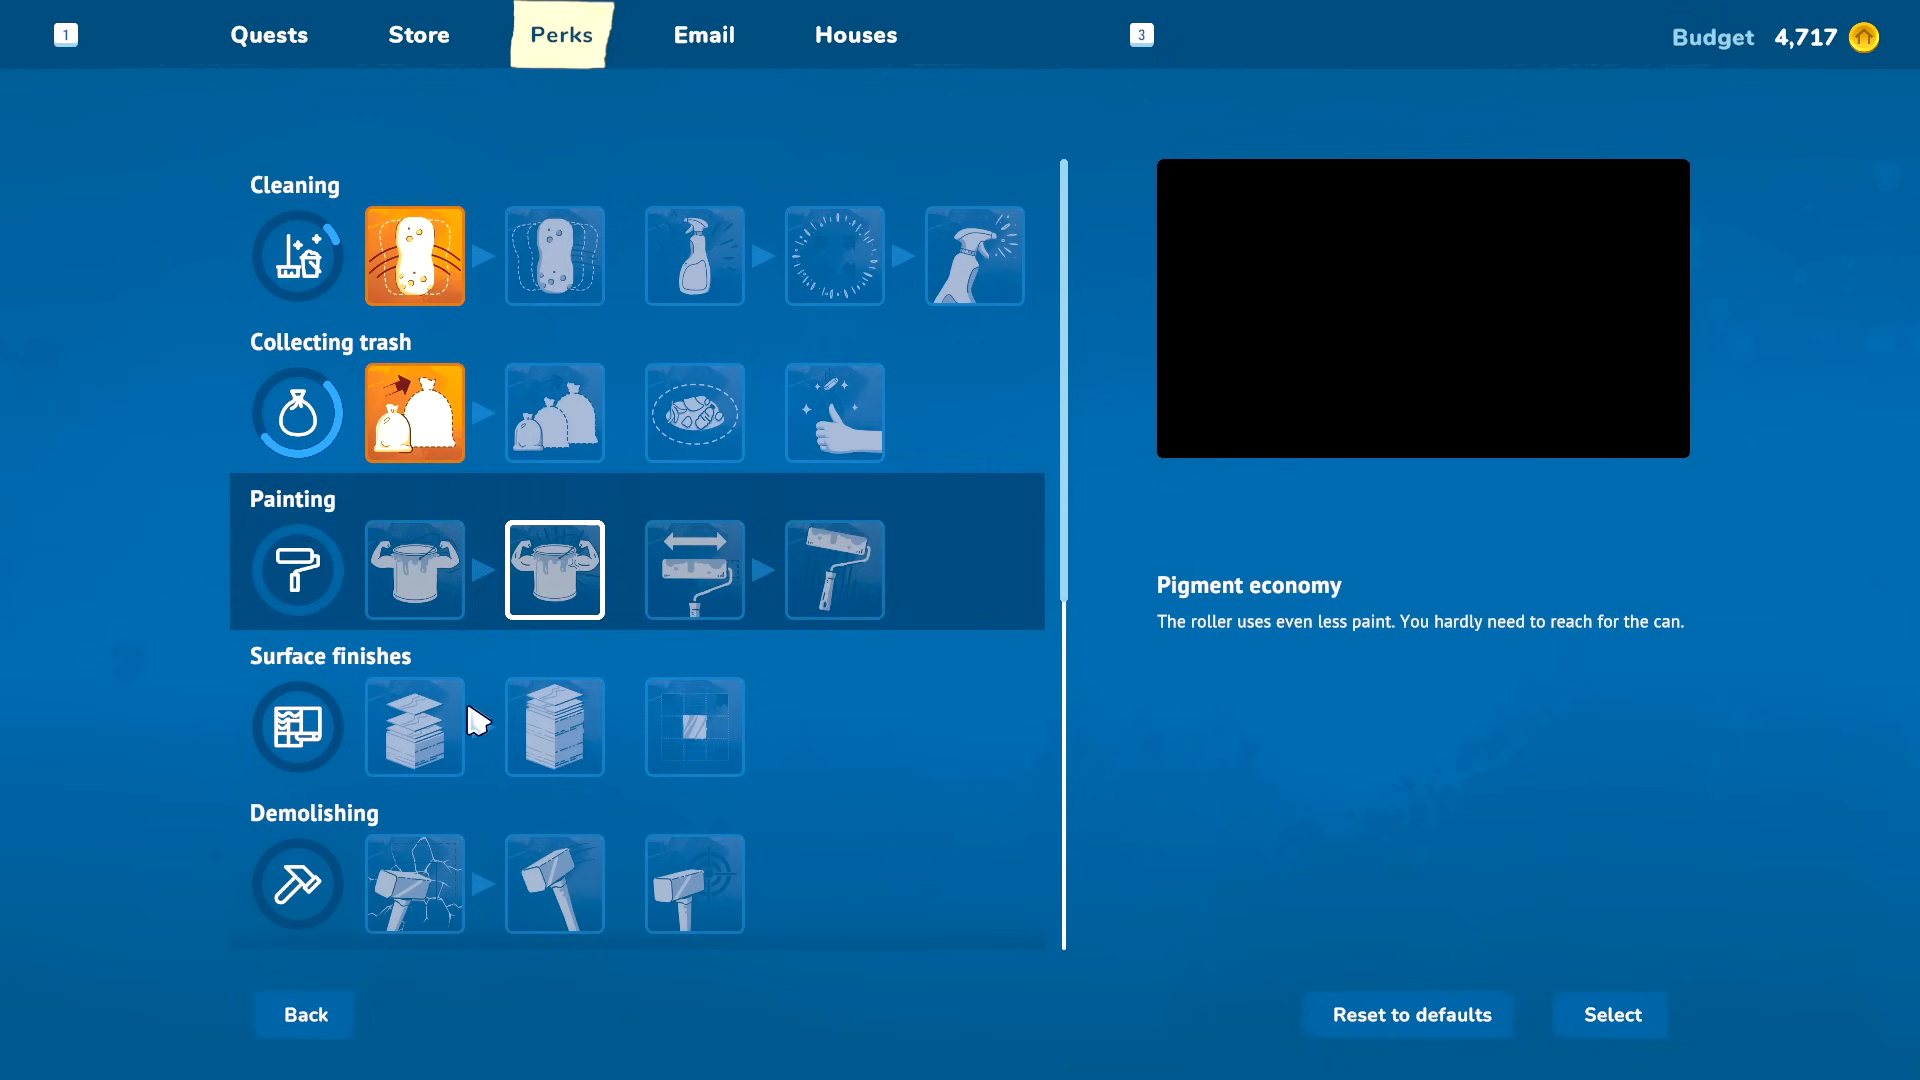 1
Quests
Store
Perks
Email
Houses
3
Budget 4,717
Cleaning
Collecting trash
Painting
Surface finishes
Demolishing
Pigment economy
The roller uses even less paint. You hardly need to reach for the can.
Back
Reset to defaults
Select